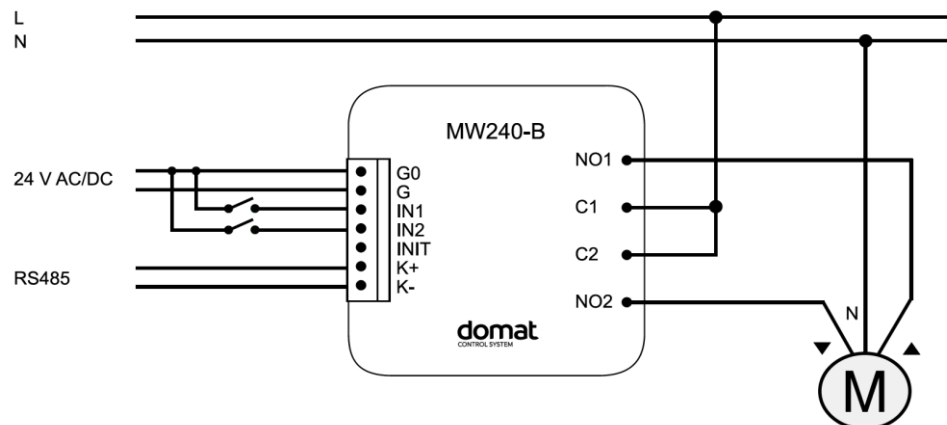 L
N
MW240-B
24 V AC/DC
G0
G
IN1
IN2
INIT
K+
K-
RS485
NO1
C1
C2
NO2
domat
CONTROL SYSTEM
N
M